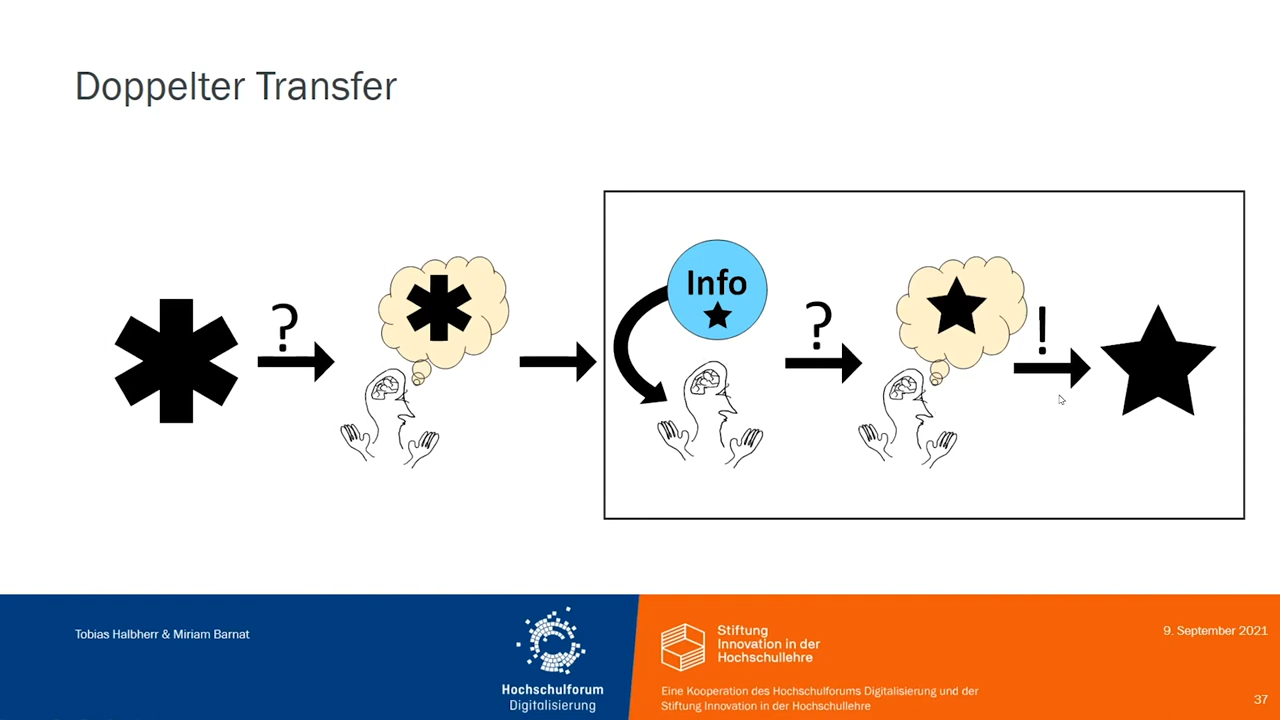 Doppelter Transfer
?
Info
?
!
Tobias Halbherr & Miriam Barnat
Hochschulforum
Digitalisierung
Stiftung
Innovation in der
Hochschullehre
Eine Kooperation des Hochschulforums Digitalisierung und der
Stiftung Innovation in der Hochschullehre
9. September 2021
37